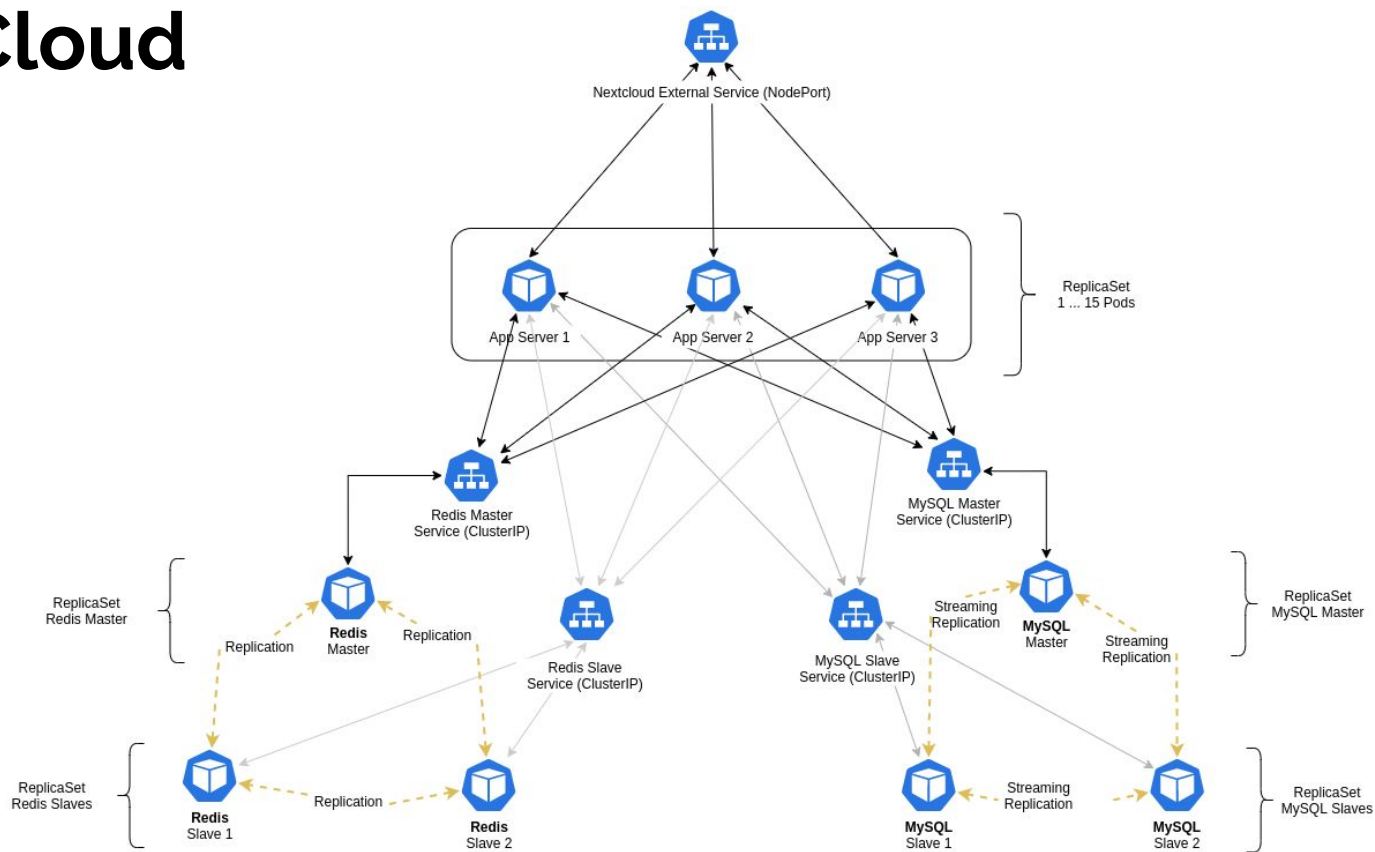 Cloud
Nextcloud External Service (NodePort)
ReplicaSet
1 ... 15 Pods
App Server 1
App Server 2
App Server 3
Redis Master
Service (ClusterIP)
MySQL Master
Service (ClusterIP)
ReplicaSet
Redis Master
Redis
Master
Replication
Replication
Redis Slave
Service (ClusterIP)
MySQL Slave
Service (ClusterIP)
Streaming
Replication
MySQL
Master
Streaming
Replication
ReplicaSet
MySQL Master
ReplicaSet
Redis Slaves
Redis
Slave 1
Replication
Redis
Slave 2
MySQL
Slave 1
Streaming
Replication
MySQL
Slave 2
ReplicaSet
MySQL Slaves